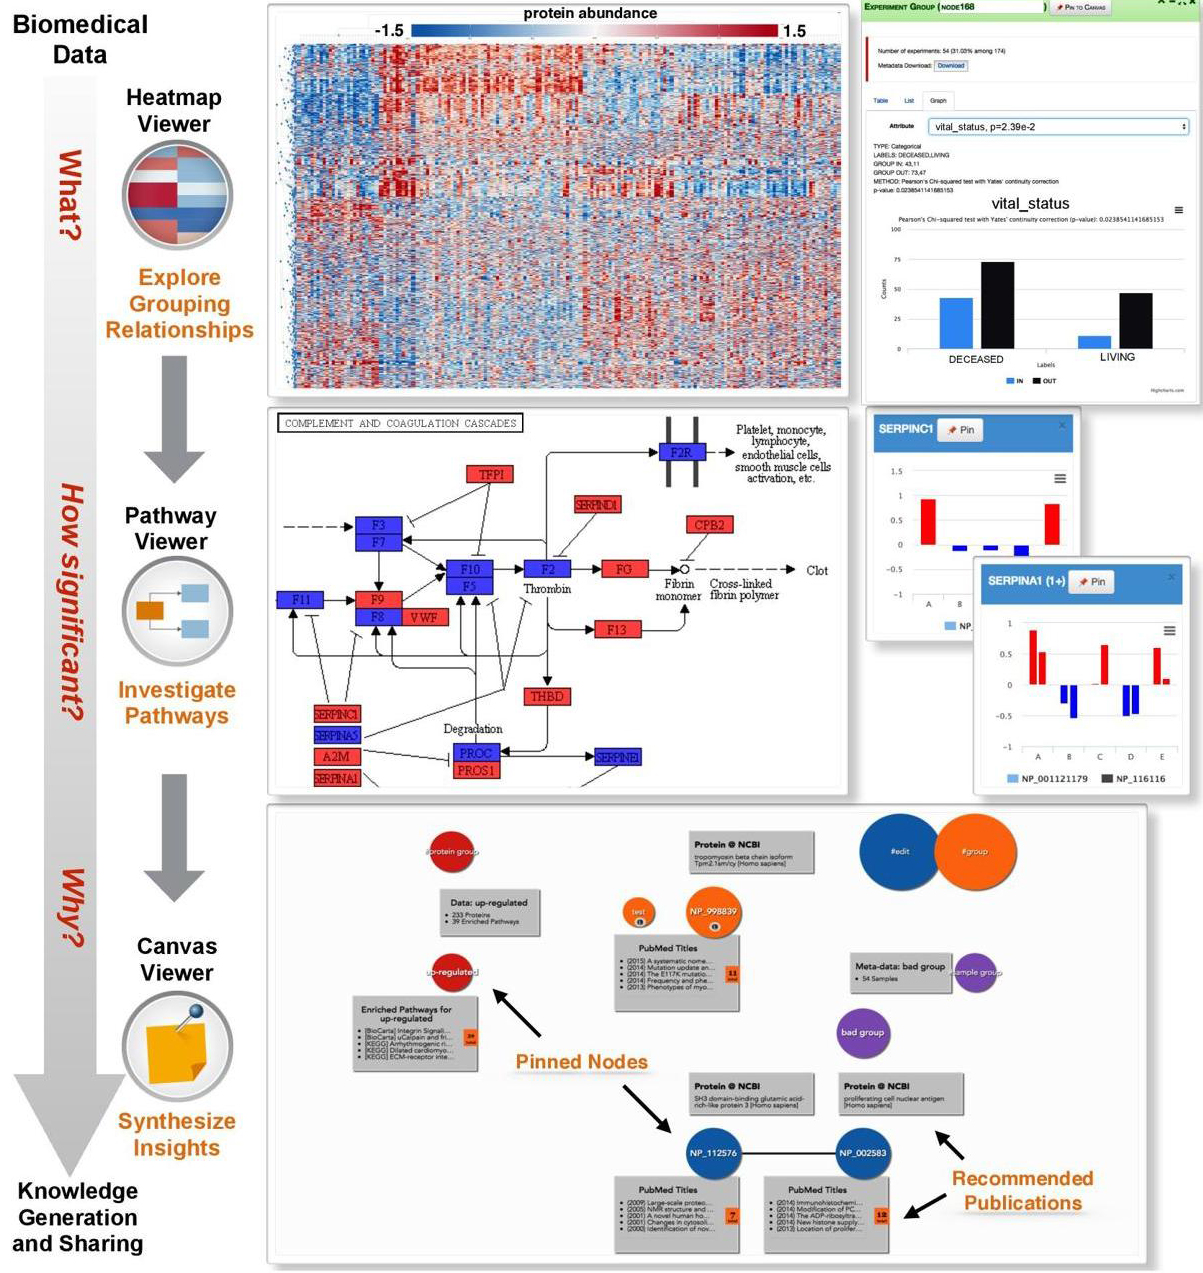 Biomedical
Data
What?
How significant?
Why?
Knowledge
Generation
and Sharing
Heatmap
Viewer
Explore
Grouping
Relationships
Pathway
Viewer
Investigate
Pathways
Canvas
Viewer
Synthesize
Insights
protein abundance
-1.5
1.5
EXPERIMENT GROUP (
NODE168
)
PIN TO CANVAS
Number of experiments: 54 (31.03% among 174)
Metadata Download:
Download
Table
List
Graph
Attribute
vital_status, p=2.39e-2
TYPE: Categorical
LABELS: DECEASED,LIVING
GROUP IN: 43,11
GROUP OUT: 73,47
METHOD: Pearson's Chi-squared test with Yates' continuity correction
p-value: 0.0238541141685153
vital_status
Pearson's Chi-squared test with Yates' continuity correction (p-value): 0.0238541141685153
100
75
50
25
0
Counts
DECEASED
LIVING
Labels
IN
OUT
Highcharts.com
COMPLEMENT AND COAGULATION CASCADES
F2R
Platelet, monocyte,
lymphocyte,
endothelial cells,
smooth muscle cells
activation, etc.
TFPI
SERPIND1
CPB2
F3
F7
F10
F5
F2
Thrombin
FG
Fibrin
monomer
Cross-linked
fibrin polymer
Clot
F11
F9
F8
VWF
F13
THBD
SERPINC1
SERPINA5
A2M
SERPINA1
Degradation
PROC
PROS1
SERPINE1
SERPINC1
Pin
1.5
1
0.5
0
-0.5
-1
A
B
NP_
SERPINA1 (1+)
Pin
1
0.5
0
-0.5
-1
A
B
C
D
E
NP_001121179
NP_116116
protein group
Data: up-regulated
• 233 Proteins
• 39 Enriched Pathways
up-regulated
Enriched Pathways for
up-regulated
• [BioCarta] Integrin Signali...
• [BioCarta] uCalpain and fri...
• [KEGG] Arrhythmogenic ri...
• [KEGG] Dilated cardiomyo...
• [KEGG] ECM-receptor inte...
Protein @ NCBI
tropomyosin beta chain isoform
Tpm2.1sm/cy [Homo sapiens]
test
NP_998839
PubMed Titles
• (2015) A systematic nome...
• (2014) Mutation update an...
• (2014) The E117K mutatio...
• (2014) Frequency and phe...
• (2013) Phenotypes of myo...
11
total
#edit
#group
Meta-data: bad group
• 54 Samples
sample group
bad group
Pinned Nodes
Protein @ NCBI
SH3 domain-binding glutamic acid-
rich-like protein 3 [Homo sapiens]
Protein @ NCBI
proliferating cell nuclear antigen
[Homo sapiens]
NP_112576
NP_002583
PubMed Titles
• (2009) Large-scale proteo...
• (2005) NMR structure and ...
• (2001) A novel human ho...
• (2001) Changes in cytosoli...
• (2000) Identification of nov...
7
total
PubMed Titles
• (2014) Immunohistochemi...
• (2014) Modification of PC...
• (2014) The ADP-ribosyltra...
• (2014) New histone supply...
• (2013) Location of prolifer...
12
total
Recommended
Publications